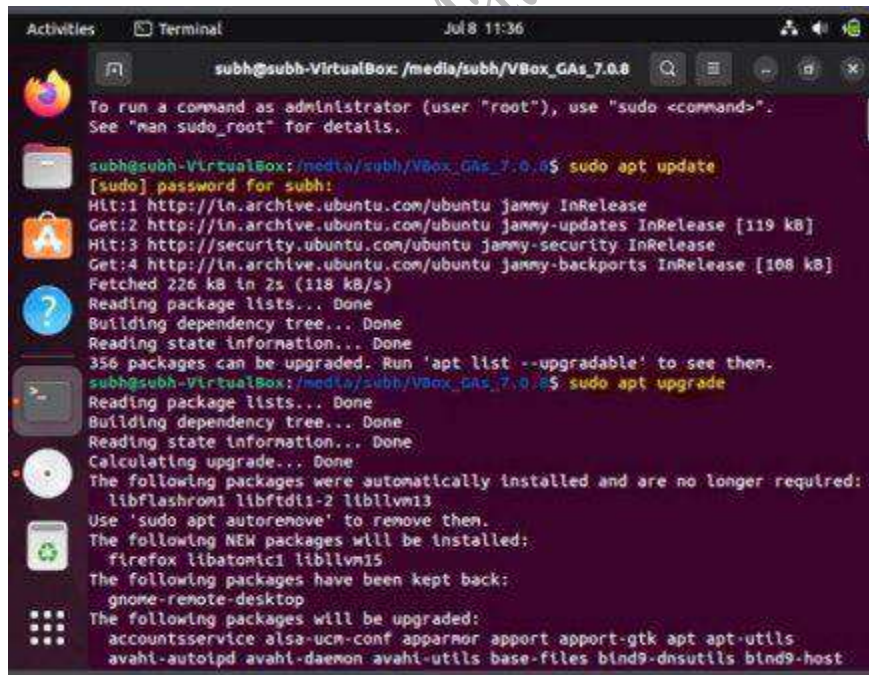 Activities Terminal Jul 8 11:36
subh@subh-VirtualBox: /media/subh/VBox_GAs_7.0.8
To run a command as administrator (user "root"), use "sudo <command>".
See "man sudo_root" for details.
subh@subh-VirtualBox:/media/subh/VBox_GAs_7.0.8$ sudo apt update
[sudo] password for subh:
Hit:1 http://in.archive.ubuntu.com/ubuntu jammy InRelease
Get:2 http://in.archive.ubuntu.com/ubuntu jammy-updates InRelease [119 kB]
Hit:3 http://security.ubuntu.com/ubuntu jammy-security InRelease
Get:4 http://in.archive.ubuntu.com/ubuntu jammy-backports InRelease [108 kB]
Fetched 226 kB in 2s (118 kB/s)
Reading package lists... Done
Building dependency tree... Done
Reading state information... Done
356 packages can be upgraded. Run 'apt list --upgradable' to see them.
subh@subh-VirtualBox:/media/subh/VBox_GAs_7.0.8$ sudo apt upgrade
Reading package lists... Done
Building dependency tree... Done
Reading state information... Done
Calculating upgrade... Done
The following packages were automatically installed and are no longer required:
libflashrom1 libftdi1-2 libllvm13
Use 'sudo apt autoremove' to remove them.
The following NEW packages will be installed:
firefox libatomic1 libllvm15
The following packages have been kept back:
gnome-remote-desktop
The following packages will be upgraded:
accountsservice alsa-ucm-conf apparmor apport apport-gtk apt apt-utils
avahi-autoipd avahi-daemon avahi-utils base-files bind9-dnsutils bind9-host